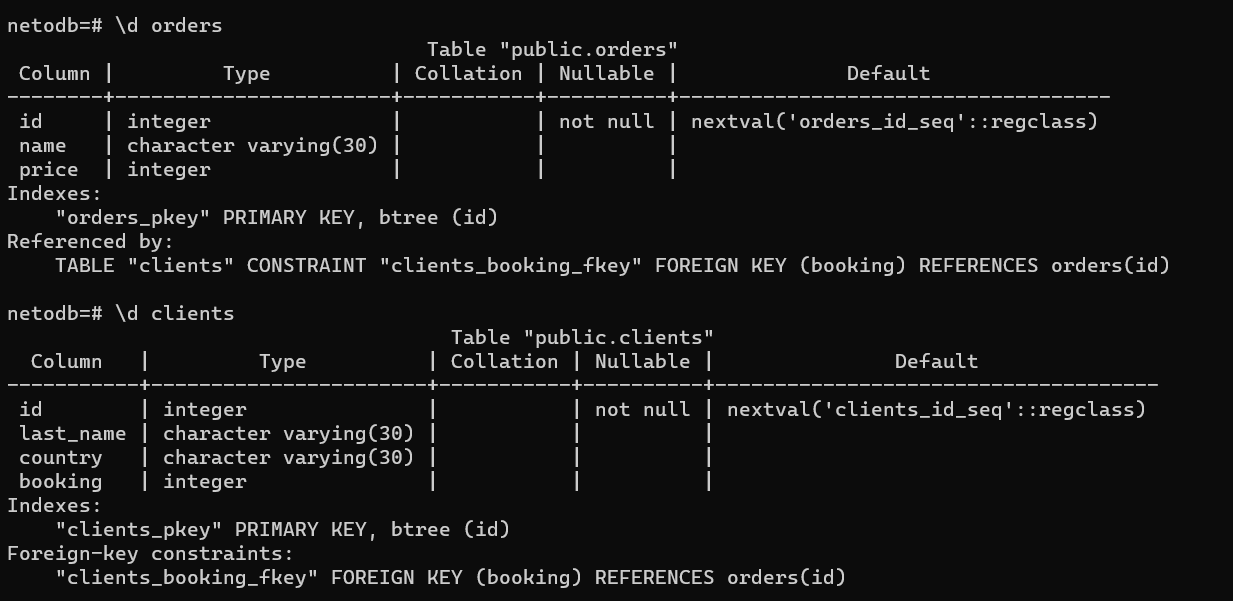 netodb=# \d orders
                                   Table "public.orders"
 Column |         Type          | Collation | Nullable |              Default
--------+-----------------------+-----------+----------+------------------------------------
 id     | integer               |           | not null | nextval('orders_id_seq'::regclass)
 name   | character varying(30) |           |          |
 price  | integer               |           |          |
Indexes:
    "orders_pkey" PRIMARY KEY, btree (id)
Referenced by:
    TABLE "clients" CONSTRAINT "clients_booking_fkey" FOREIGN KEY (booking) REFERENCES orders(id)

netodb=# \d clients
                                     Table "public.clients"
  Column   |         Type          | Collation | Nullable |               Default
-----------+-----------------------+-----------+----------+-------------------------------------
 id        | integer               |           | not null | nextval('clients_id_seq'::regclass)
 last_name | character varying(30) |           |          |
 country   | character varying(30) |           |          |
 booking   | integer               |           |          |
Indexes:
    "clients_pkey" PRIMARY KEY, btree (id)
Foreign-key constraints:
    "clients_booking_fkey" FOREIGN KEY (booking) REFERENCES orders(id)